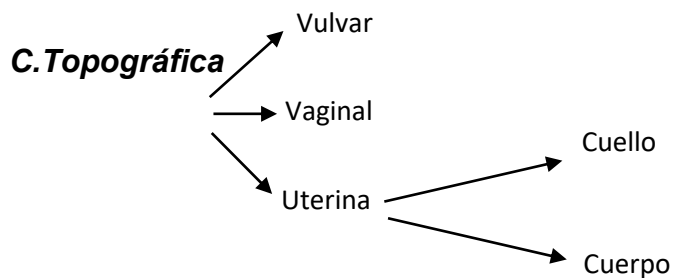 Vulvar
C.Topográfica
Vaginal
Cuello
Uterina
Cuerpo